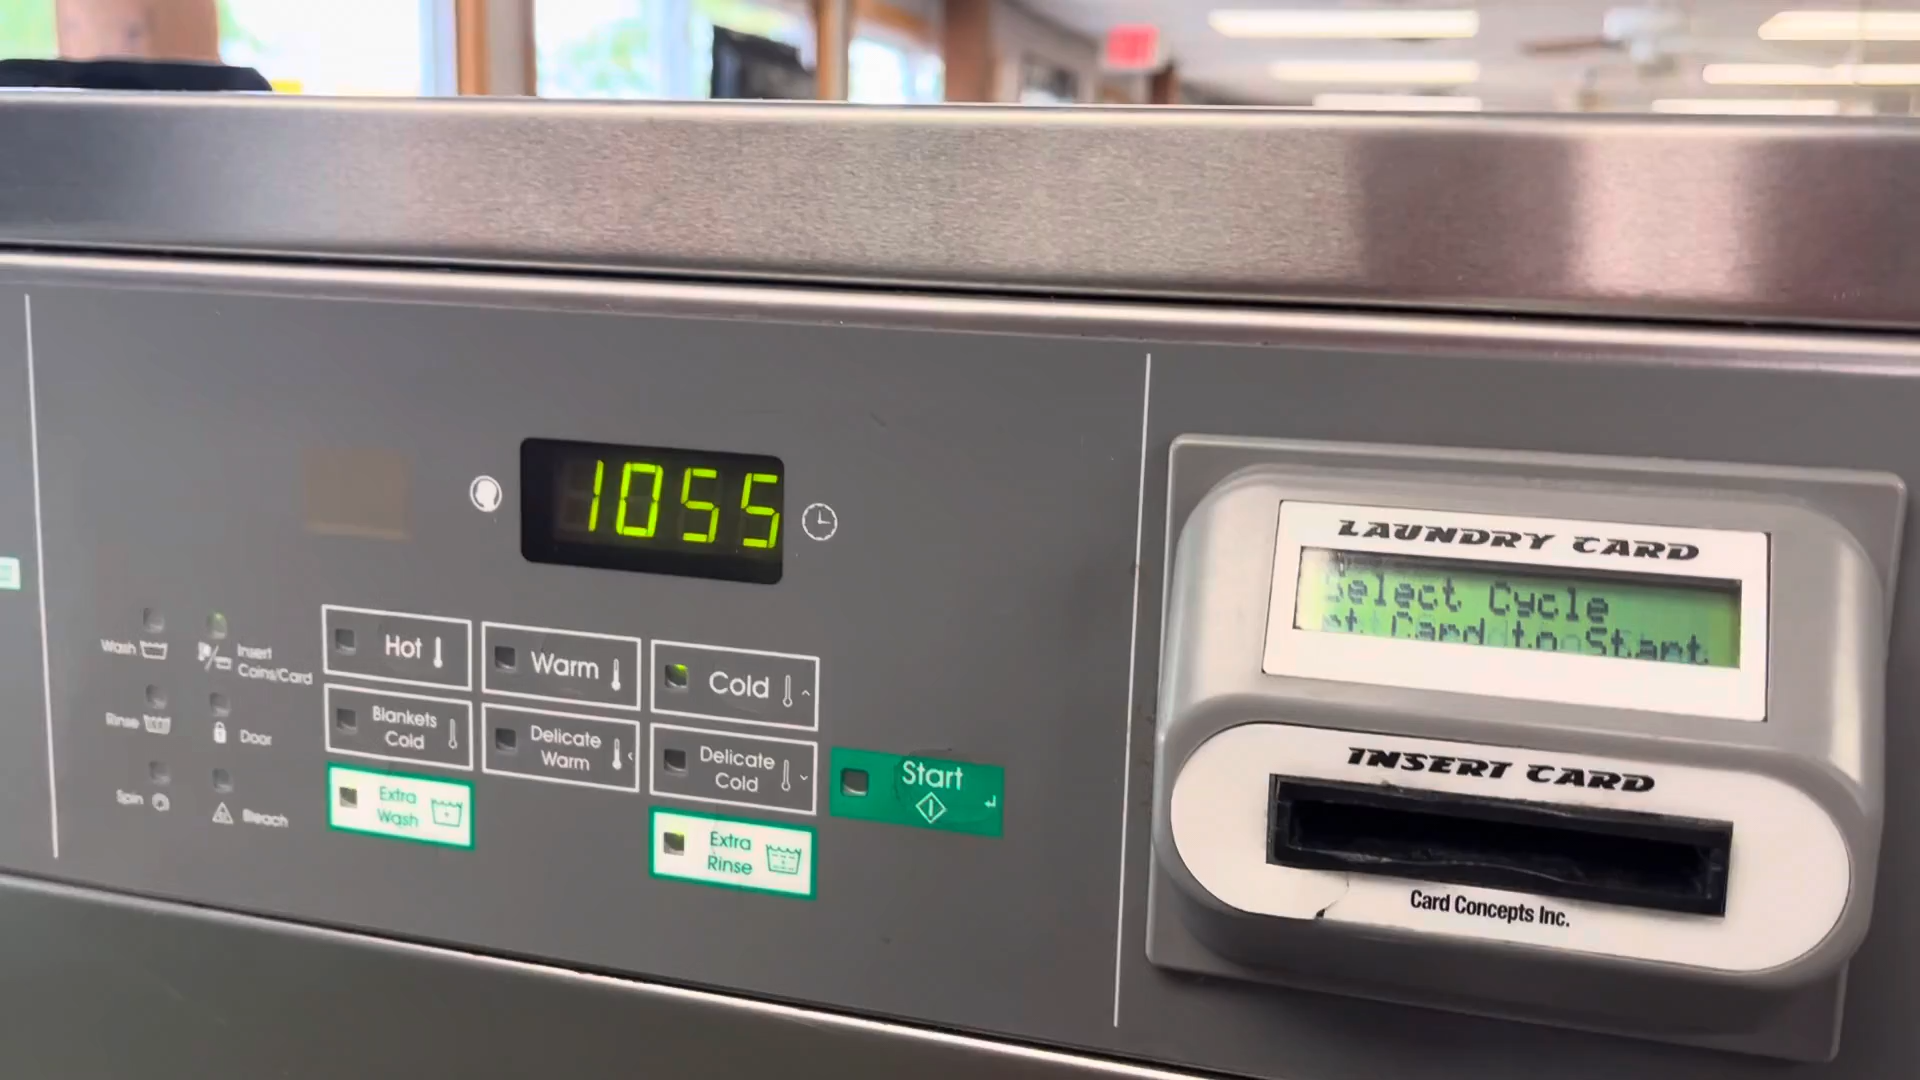 1055
Wash
Insert
Coins/Card
Rinse
Door
Spin
Bleach
Hot
Warm
Cold
Blankets
Cold
Delicate
Warm
Delicate
Cold
Extra
Wash
Extra
Rinse
Start
LAUNDRY CARD
Select Cycle
Card to Start
INSERT CARD
Card Concepts Inc.